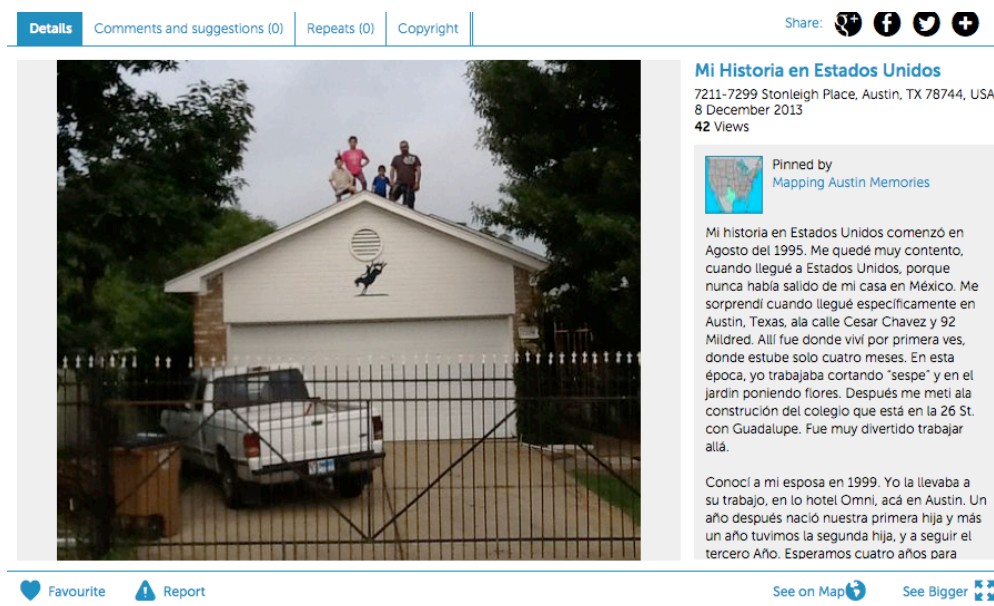 Details
Comments and suggestions (0)
Repeats (0)
Copyright
Share:
Mi Historia en Estados Unidos
7211-7299 Stonleigh Place, Austin, TX 78744, USA
8 December 2013
42 Views
Pinned by
Mapping Austin Memories
Mi historia en Estados Unidos comenzó en
Agosto del 1995. Me quedé muy contento,
cuando llegué a Estados Unidos, porque
nunca había salido de mi casa en México. Me
sorprendí cuando llegué específicamente en
Austin, Texas, ala calle Cesar Chavez y 92
Mildred. Allí fue donde viví por primera ves,
donde estube solo cuatro meses. En esta
época, yo trabajaba cortando "sespe" y en el
jardin poniendo flores. Después me meti ala
construción del colegio que está en la 26 St.
con Guadalupe. Fue muy divertido trabajar
allá.
Conocí a mi esposa en 1999. Yo la llevaba a
su trabajo, en lo hotel Omni, acá en Austin. Un
año después nació nuestra primera hija y más
un año tuvimos la segunda hija, y a seguir el
tercero Año. Esperamos cuatro años para
Favourite
Report
See on Map
See Bigger